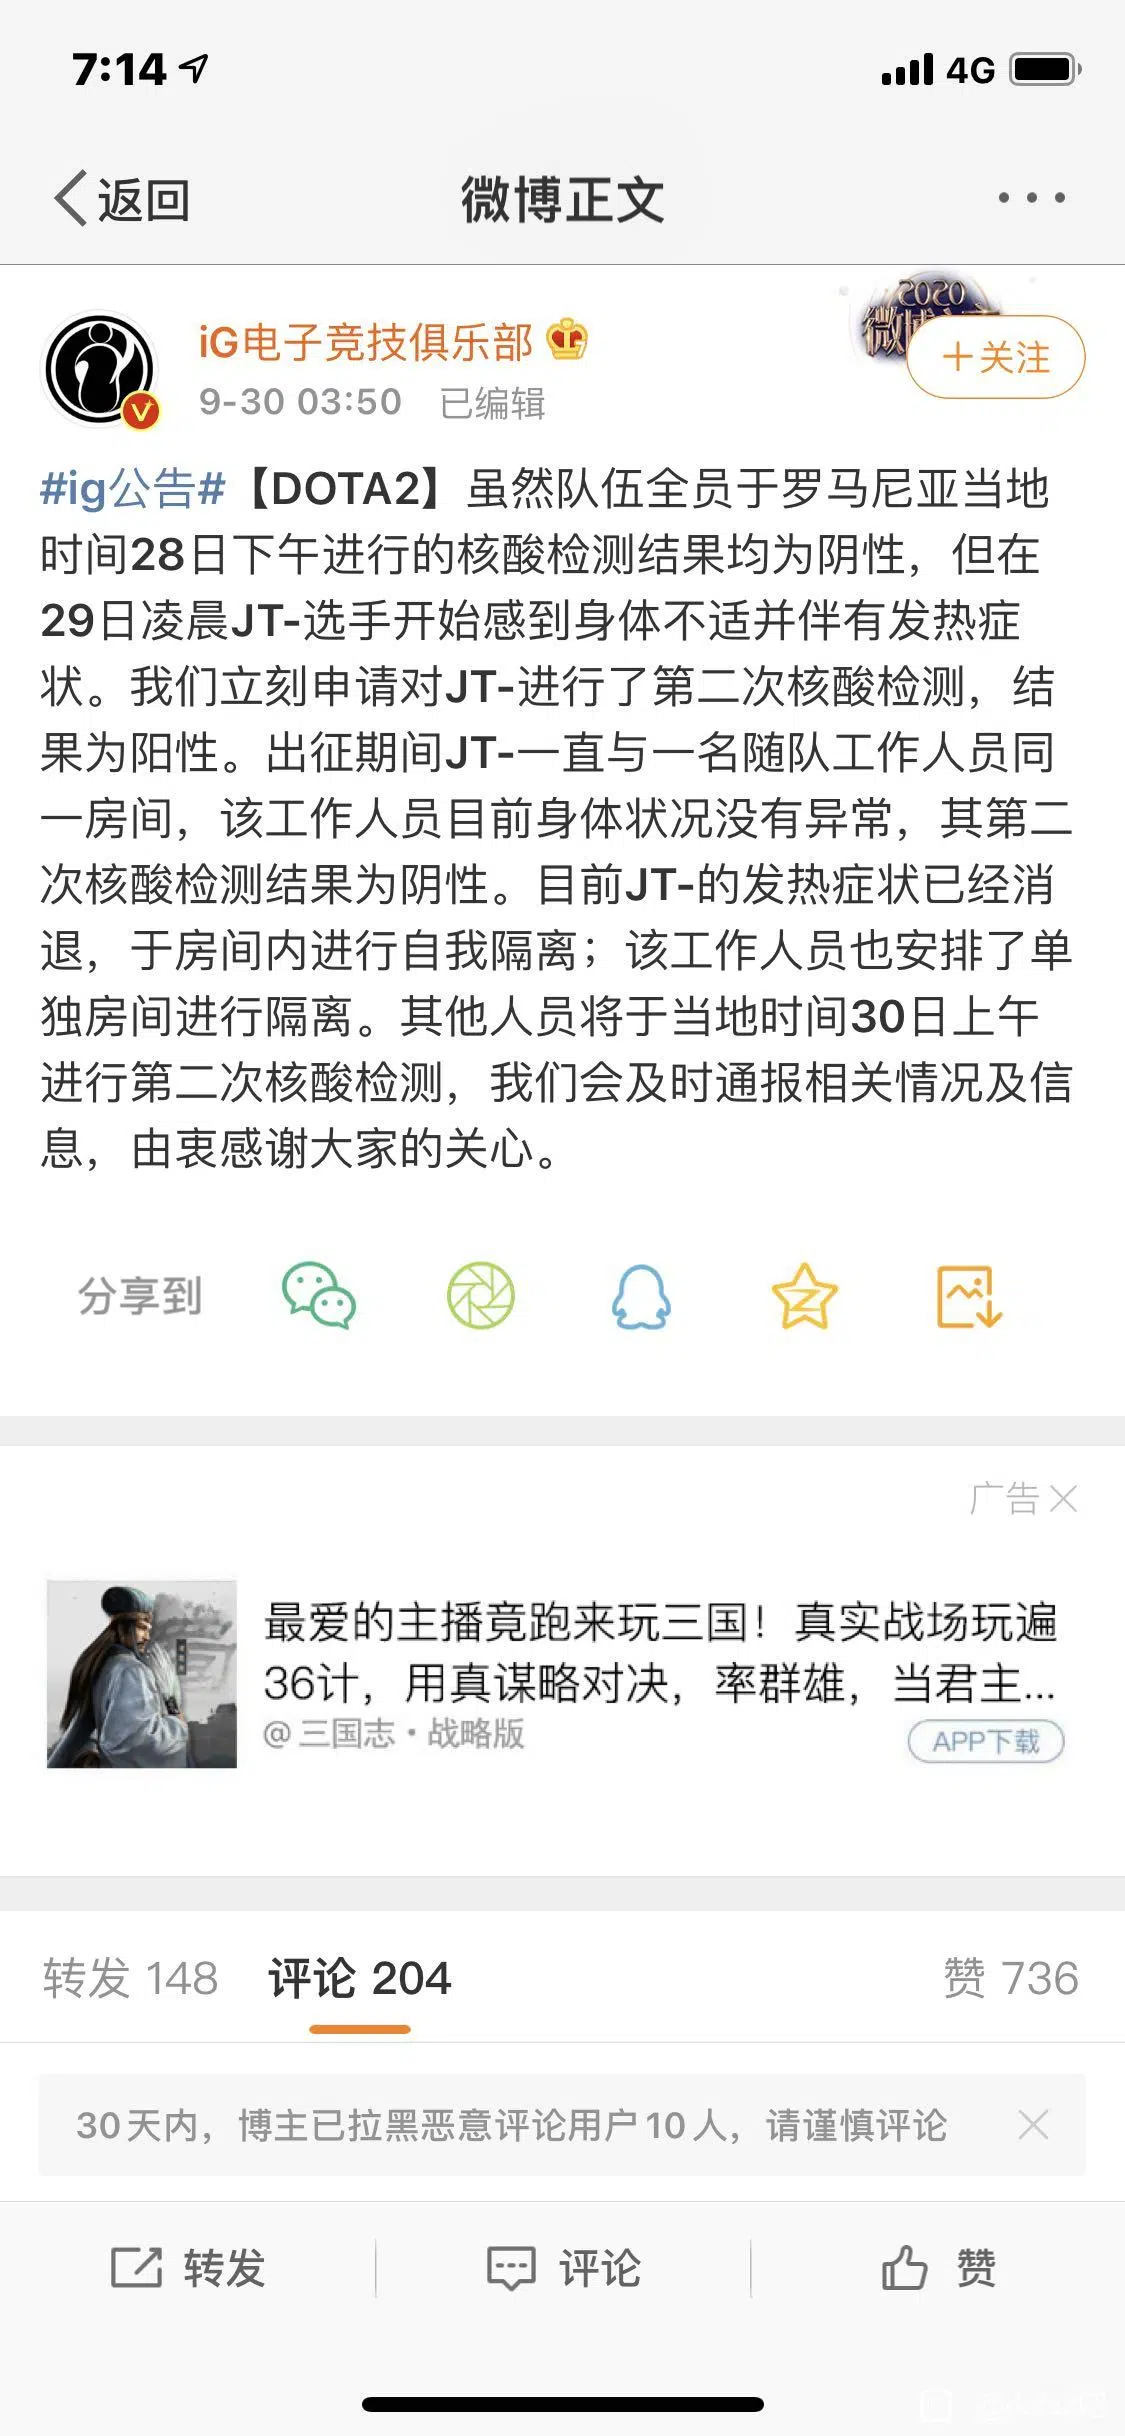 7:14
4G
返回
微博正文
iG电子竞技俱乐部
2020
+关注
9-30 03:50 已编辑
#ig公告#【DOTA2】虽然队伍全员于罗马尼亚当地
时间28日下午进行的核酸检测结果均为阴性，但在
29日凌晨JT-选手开始感到身体不适并伴有发热症
状。我们立刻申请对JT-进行了第二次核酸检测，结
果为阳性。出征期间JT-一直与一名随队工作人员同
一房间，该工作人员目前身体状况没有异常，其第二
次核酸检测结果为阴性。目前JT-的发热症状已经消
退，于房间内进行自我隔离；该工作人员也安排了单
独房间进行隔离。其他人员将于当地时间30日上午
进行第二次核酸检测，我们会及时通报相关情况及信
息，由衷感谢大家的关心。
分享到
广告
最爱的主播竟跑来玩三国！真实战场玩遍
36计，用真谋略对决，率群雄，当君主...
@三国志·战略版
APP下载
转发 148 评论 204 赞 736
30天内，博主已拉黑恶意评论用户10人，请谨慎评论
转发 评论 赞